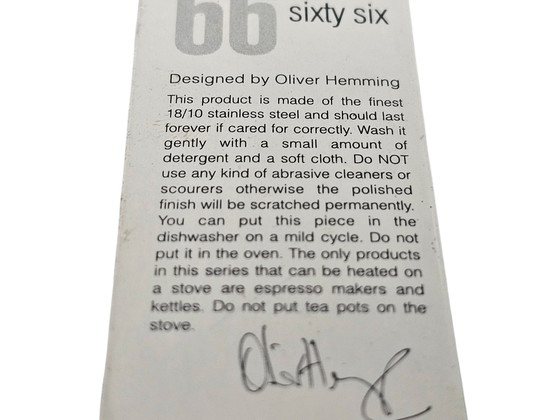 66 sixty six
Designed by Oliver Hemming
This product is made of the finest
18/10 stainless steel and should last
forever if cared for correctly. Wash it
gently with a small amount of
detergent and a soft cloth. Do NOT
use any kind of abrasive cleaners or
scourers otherwise the polished
finish will be scratched permanently.
You can put this piece in the
dishwasher on a mild cycle. Do not
put it in the oven. The only products
in this series that can be heated on
a stove are espresso makers and
kettles. Do not put tea pots on the
stove.